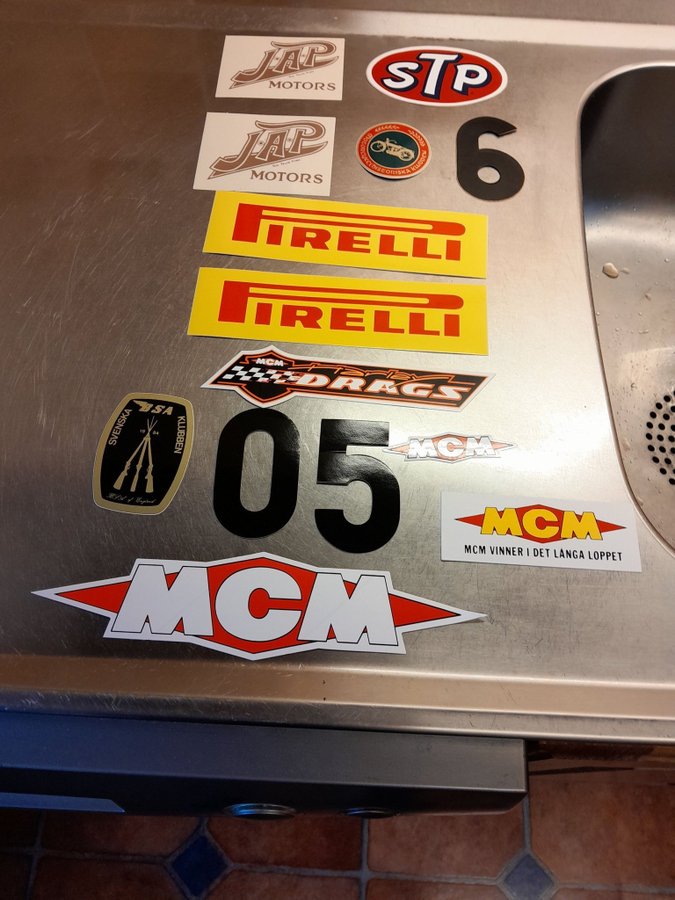 JAP
MOTORS
STP
JAP
MOTORS
6
PIRELLI
PIRELLI
MCM
DRAGS
SVENSKA BSA KLUBBEN
05
MCM
MCM
MCM VINNER I DET LÅNGA LOPPET
MCM